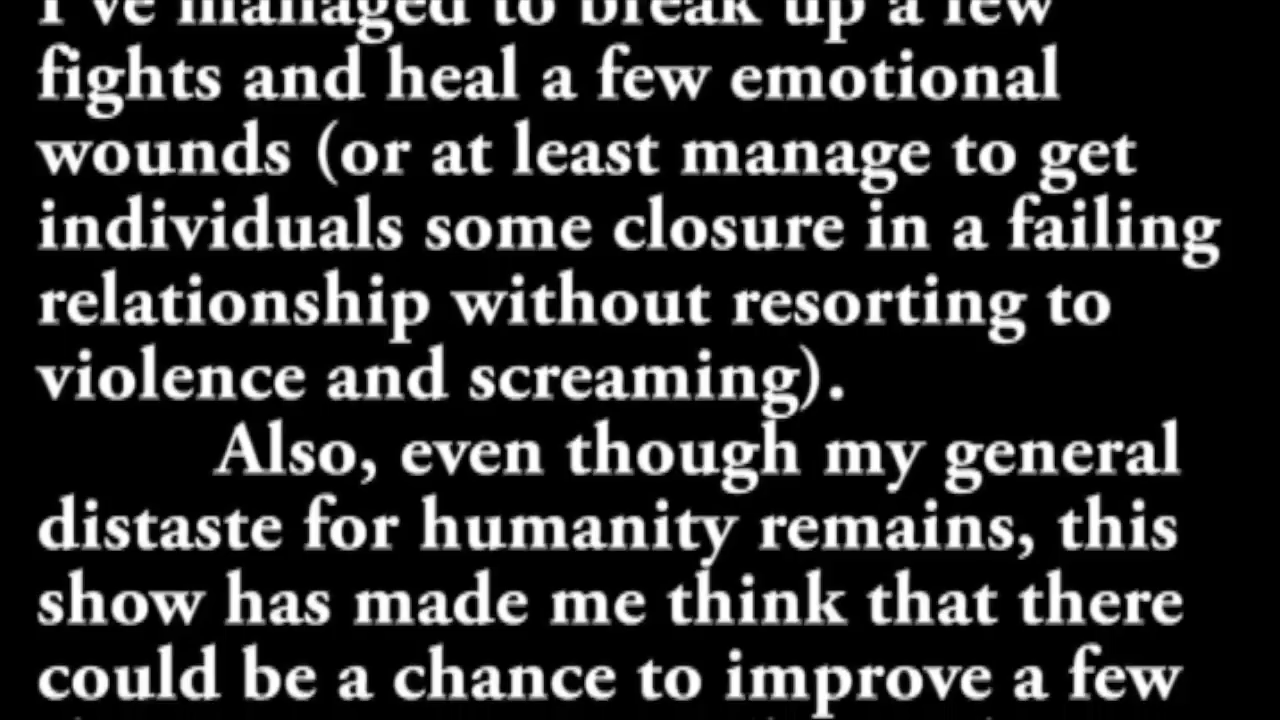 I've managed to break up a few
fights and heal a few emotional
wounds (or at least manage to get
individuals some closure in a failing
relationship without resorting to
violence and screaming).
Also, even though my general
distaste for humanity remains, this
show has made me think that there
could be a chance to improve a few